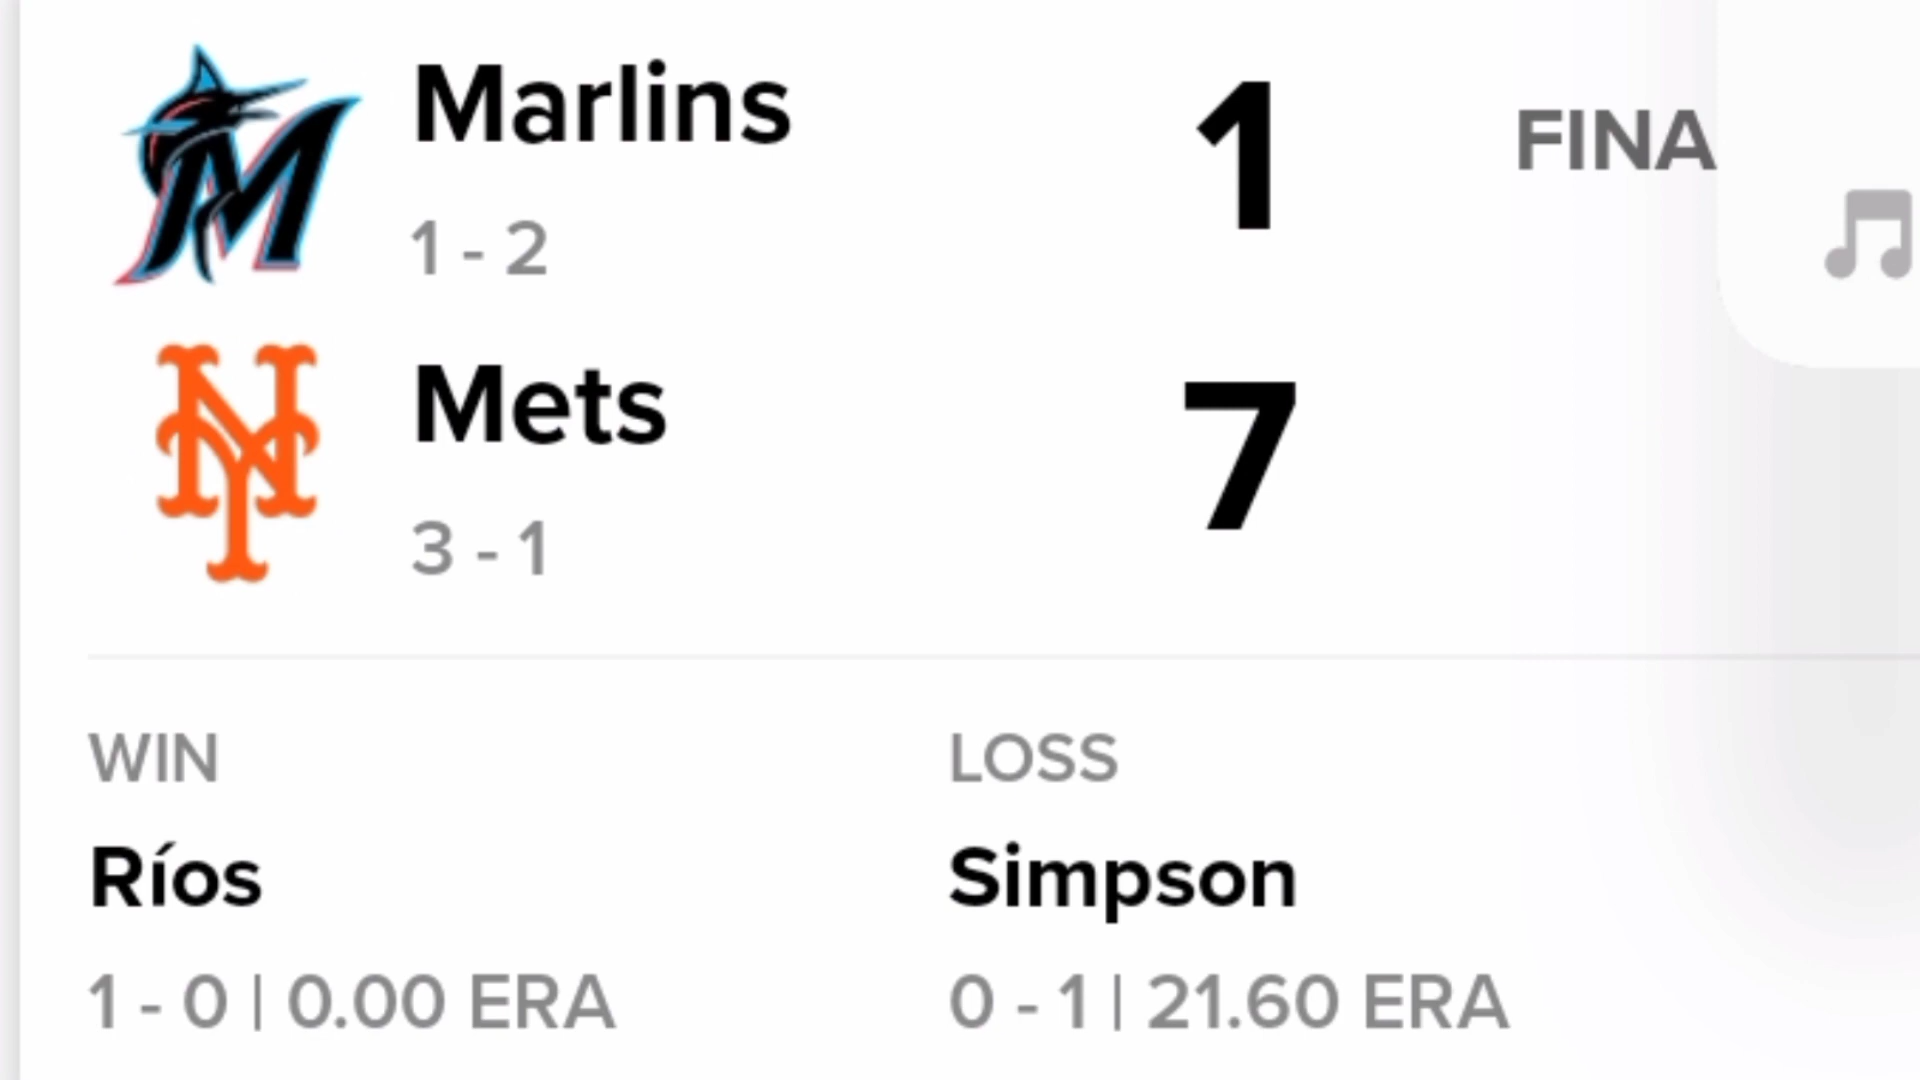 Marlins 1 FINA
1 - 2
Mets 7
3 - 1
WIN LOSS
Ríos Simpson
1 - 0 | 0.00 ERA 0 - 1 | 21.60 ERA